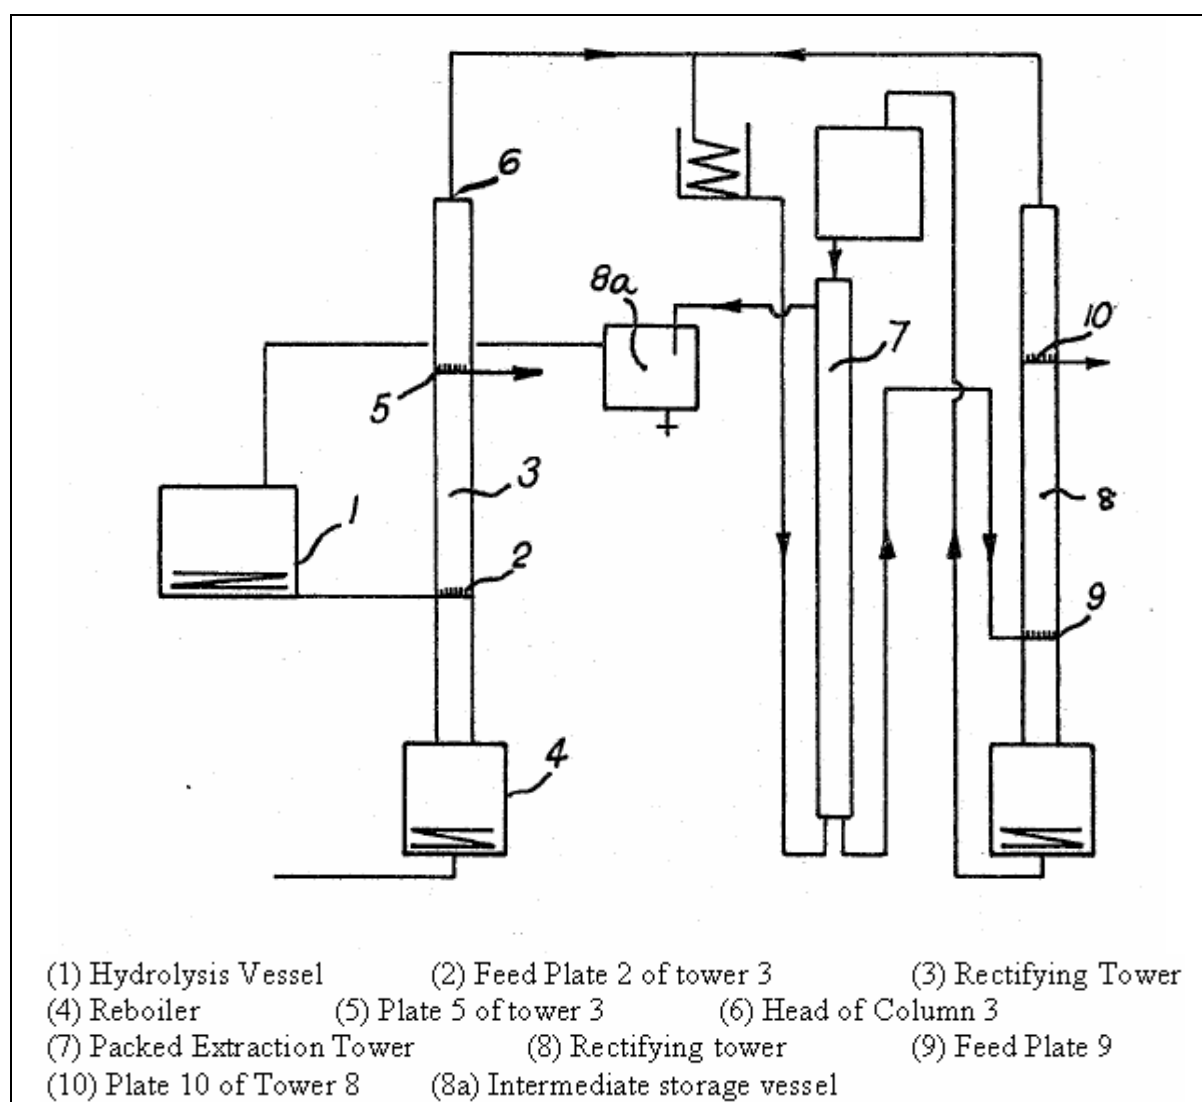 6
8a
10
7
5
3
8
1
2
9
4
(1) Hydrolysis Vessel (2) Feed Plate 2 of tower 3 (3) Rectifying Tower
(4) Reboiler (5) Plate 5 of tower 3 (6) Head of Column 3
(7) Packed Extraction Tower (8) Rectifying tower (9) Feed Plate 9
(10) Plate 10 of Tower 8 (8a) Intermediate storage vessel